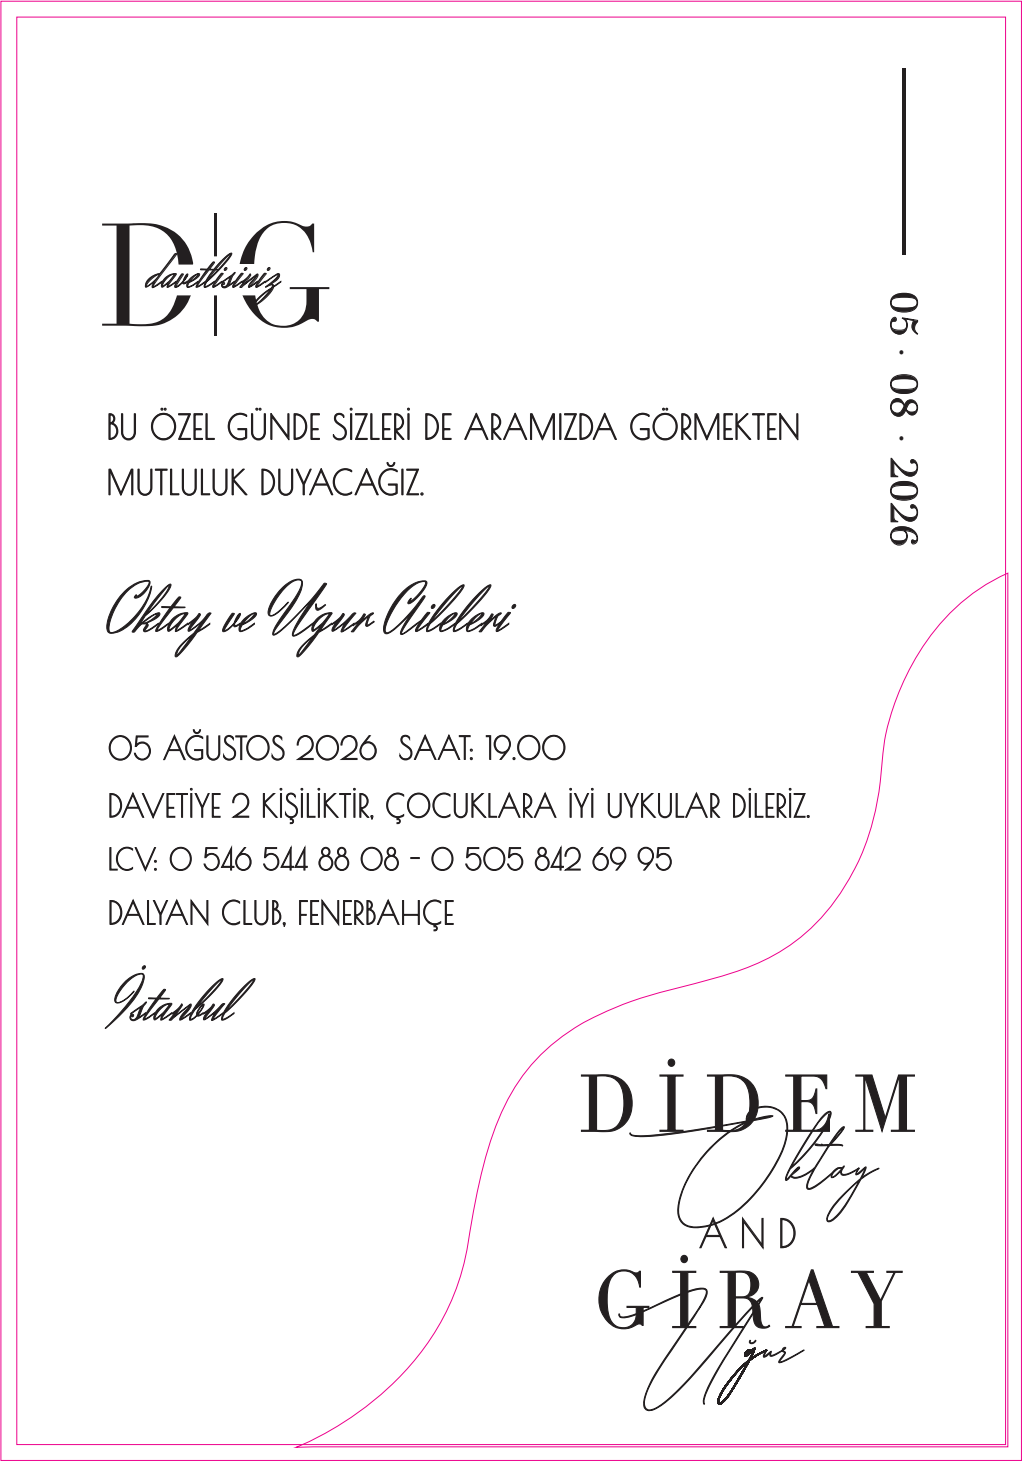 D|G
davetlisiniz
05 · 08 · 2026
BU ÖZEL GÜNDE SİZLERİ DE ARAMIZDA GÖRMEKTEN
MUTLULUK DUYACAĞIZ.
Oktay ve Uğur Aileleri
05 AĞUSTOS 2026 SAAT: 19.00
DAVETİYE 2 KİŞİLİKTİR, ÇOCUKLARA İYİ UYKULAR DİLERİZ.
LCV: 0 546 544 88 08 - 0 505 842 69 95
DALYAN CLUB, FENERBAHÇE
İstanbul
DİDEM
Oktay
AND
GİRAY
Uğur